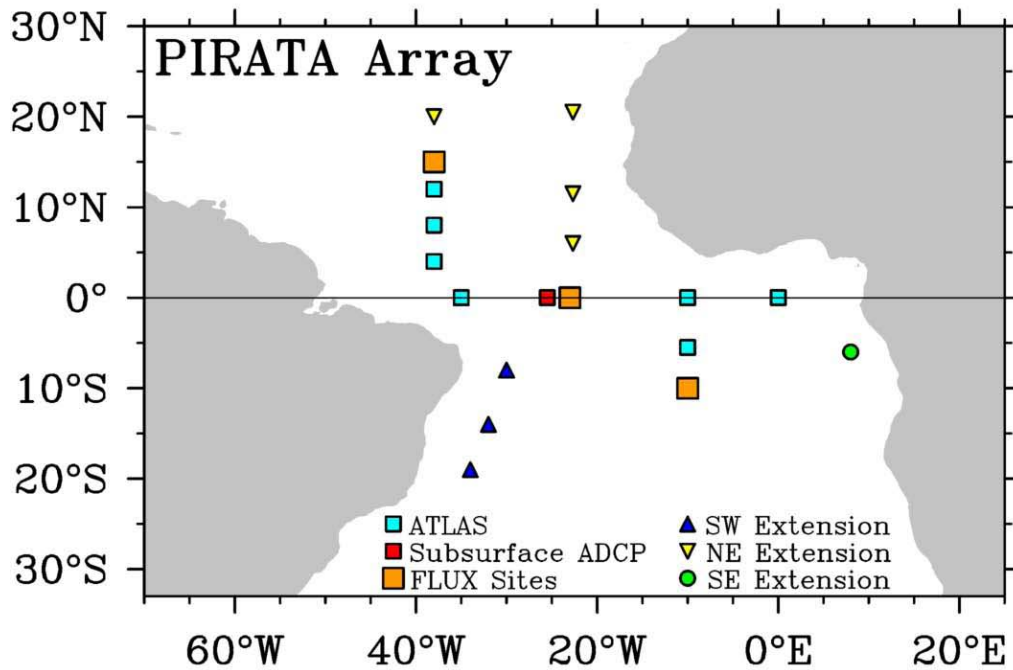 PIRATA Array
30°N
20°N
10°N
0°
10°S
20°S
30°S
ATLAS
Subsurface ADCP
FLUX Sites
SW Extension
NE Extension
SE Extension
60°W
40°W
20°W
0°E
20°E